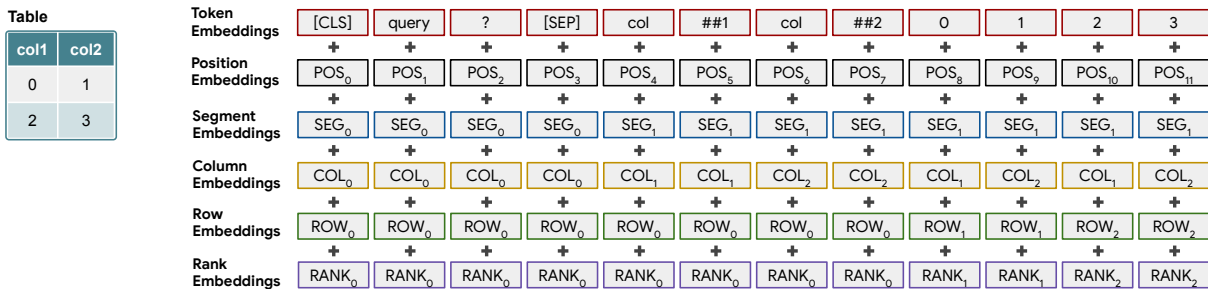 Table
col1 col2
0 1
2 3
Token Embeddings [CLS] query ? [SEP] col ##1 col ##2 0 1 2 3
+ + + + + + + + + + + +
Position Embeddings POS₀ POS₁ POS₂ POS₃ POS₄ POS₅ POS₆ POS₇ POS₈ POS₉ POS₁₀ POS₁₁
+ + + + + + + + + + + +
Segment Embeddings SEG₀ SEG₀ SEG₀ SEG₀ SEG₁ SEG₁ SEG₁ SEG₁ SEG₁ SEG₁ SEG₁ SEG₁
+ + + + + + + + + + + +
Column Embeddings COL₀ COL₀ COL₀ COL₀ COL₁ COL₁ COL₂ COL₂ COL₁ COL₂ COL₁ COL₂
+ + + + + + + + + + + +
Row Embeddings ROW₀ ROW₀ ROW₀ ROW₀ ROW₀ ROW₀ ROW₀ ROW₀ ROW₁ ROW₁ ROW₂ ROW₂
+ + + + + + + + + + + +
Rank Embeddings RANK₀ RANK₀ RANK₀ RANK₀ RANK₀ RANK₀ RANK₀ RANK₀ RANK₁ RANK₁ RANK₂ RANK₂